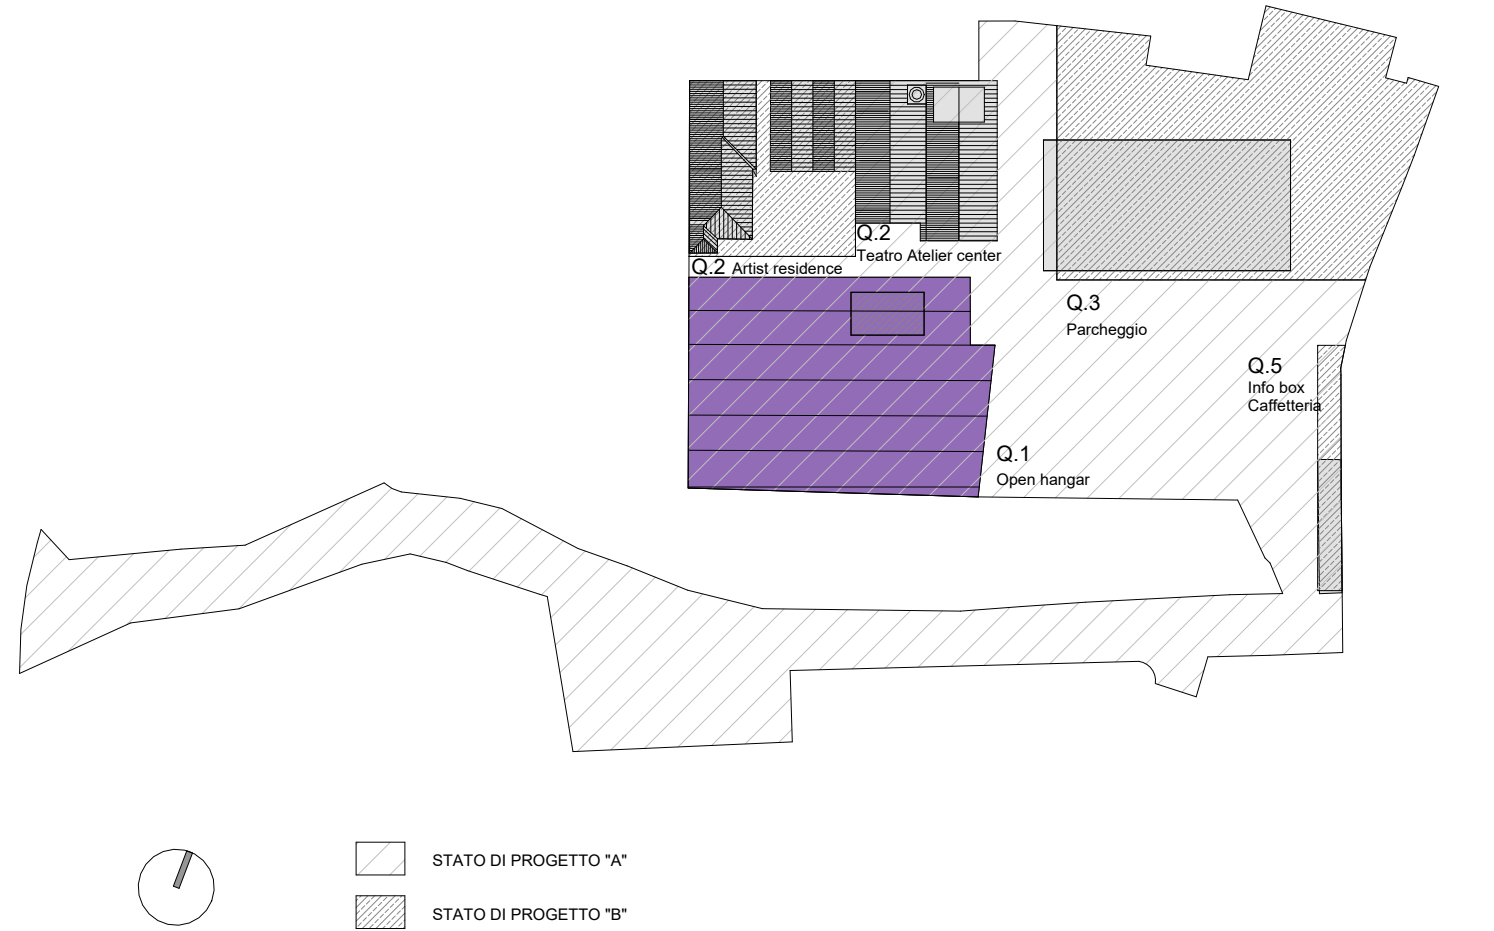 Q.2
Teatro Atelier center
Q.2 Artist residence
Q.3
Parcheggio
Q.5
Info box
Caffetteria
Q.1
Open hangar
STATO DI PROGETTO "A"
STATO DI PROGETTO "B"